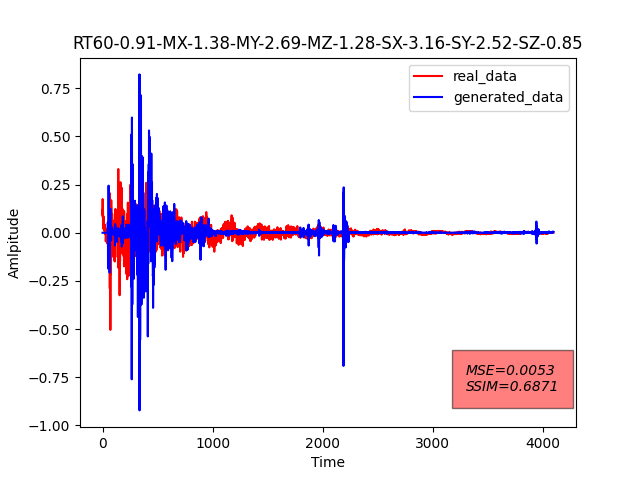 RT60-0.91-MX-1.38-MY-2.69-MZ-1.28-SX-3.16-SY-2.52-SZ-0.85
real_data
generated_data
0.75
0.50
0.25
0.00
−0.25
−0.50
−0.75
−1.00
Amlpitude
MSE=0.0053
SSIM=0.6871
0 1000 2000 3000 4000
Time